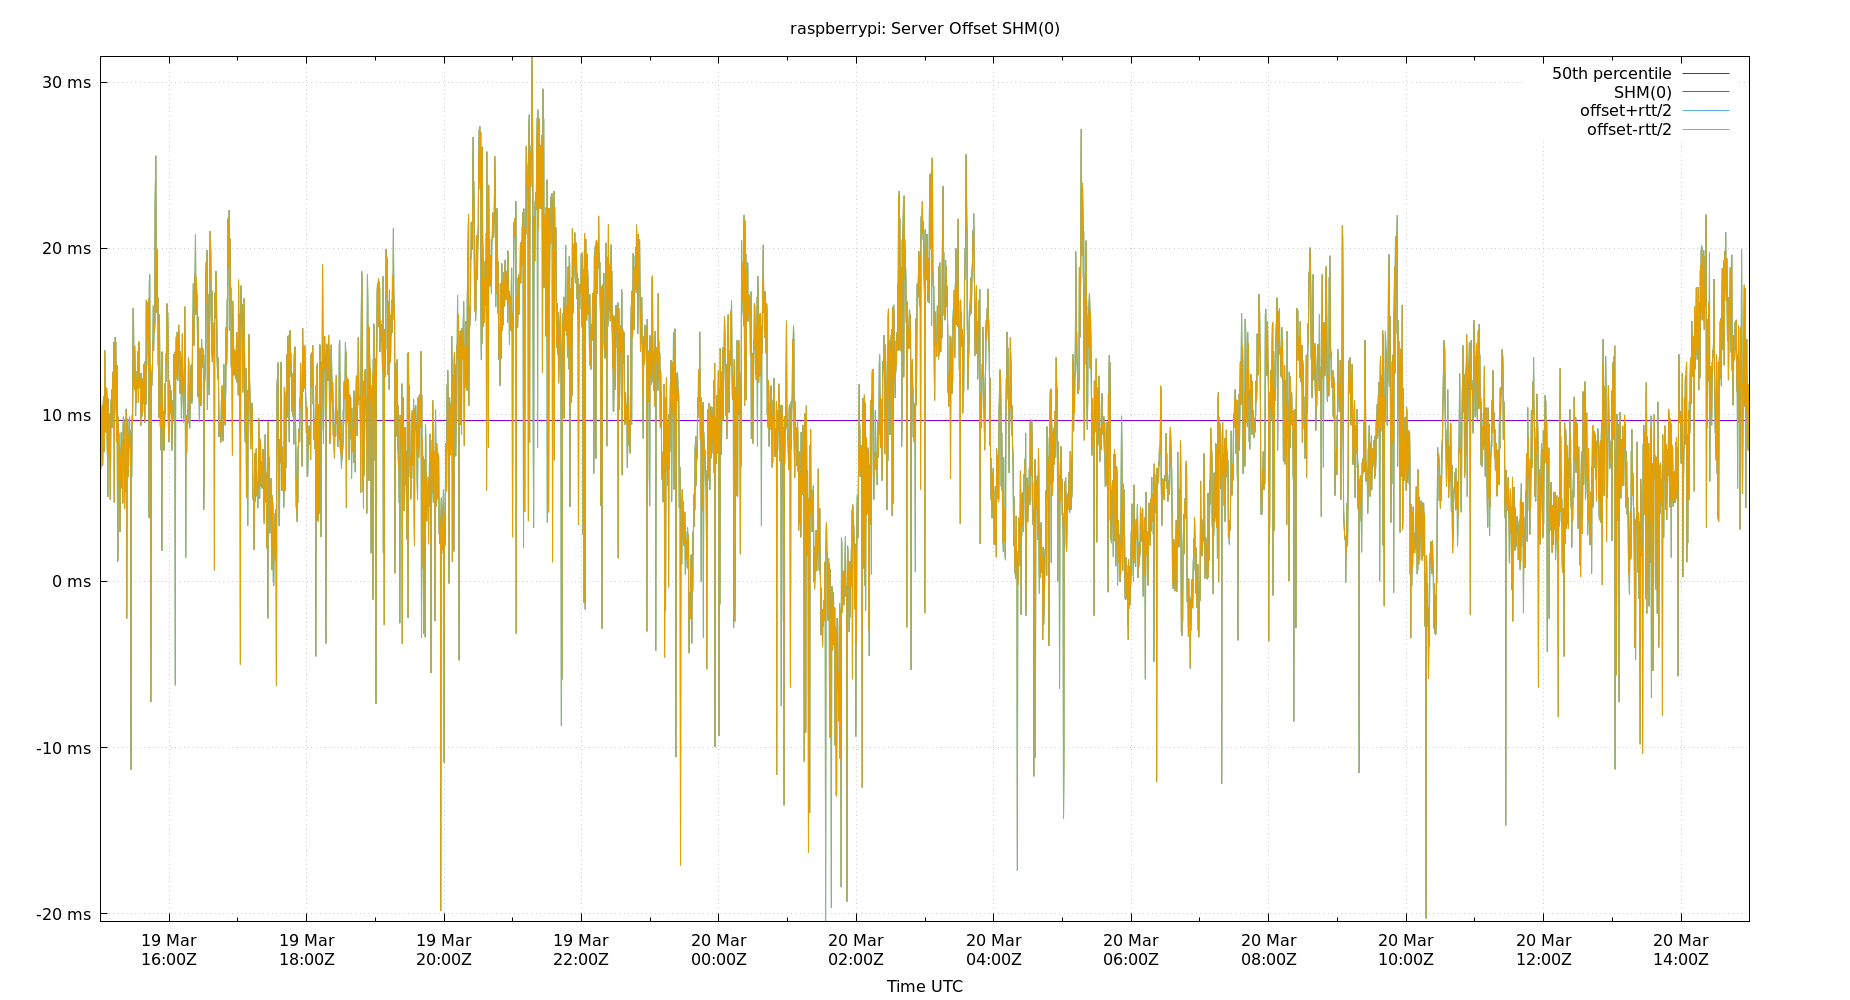 raspberrypi: Server Offset SHM(0)
50th percentile
SHM(0)
offset+rtt/2
offset-rtt/2
30 ms
20 ms
10 ms
0 ms
-10 ms
-20 ms
19 Mar 19 Mar 19 Mar 19 Mar 20 Mar 20 Mar 20 Mar 20 Mar 20 Mar 20 Mar 20 Mar 20 Mar
16:00Z 18:00Z 20:00Z 22:00Z 00:00Z 02:00Z 04:00Z 06:00Z 08:00Z 10:00Z 12:00Z 14:00Z
Time UTC